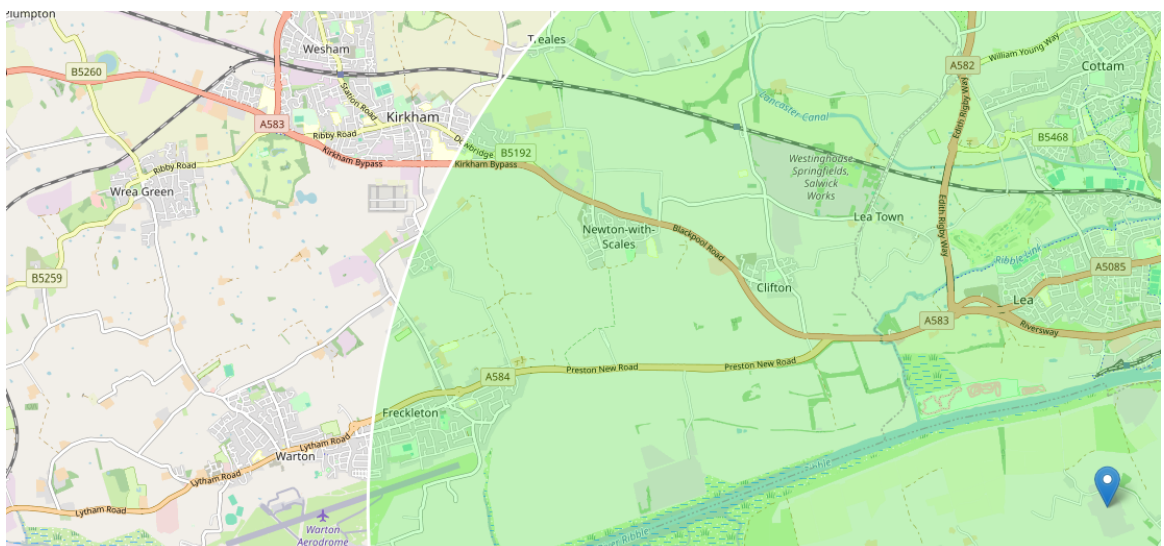 Plumpton
Wesham
B5260
Station Road
Kirkham
A583
Ribby Road
Kirkham Bypass
Ribby Road
Wrea Green
B5259
Kirkham Bypass
B5192
Lancaster Canal
A582
William Young Way
Cottam
Edith Rigby Way
B5468
Westinghouse
Springfields,
Salwick
Works
Lea Town
Newton-with-
Scales
Blackpool Road
Edith Rigby Way
Ribble Link
A5085
Clifton
Lea
A583
Riversway
A584
Preston New Road
Preston New Road
Freckleton
Lytham Road
Warton
Lytham Road
Lytham Road
Warton
Aerodrome
Ribble
Ribble